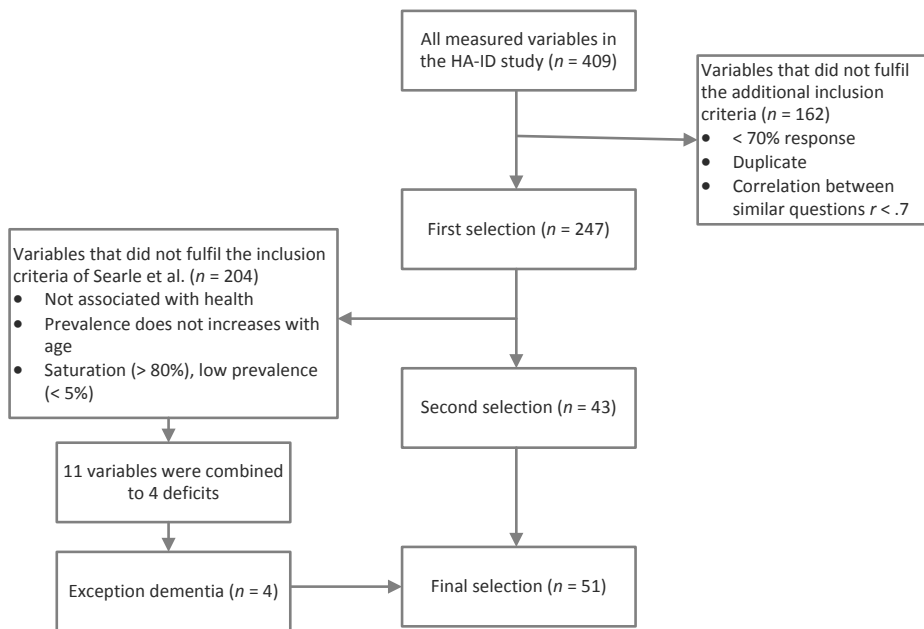 All measured variables in
the HA-ID study (n = 409)
Variables that did not fulfil
the additional inclusion
criteria (n = 162)
• < 70% response
• Duplicate
• Correlation between
similar questions r < .7
First selection (n = 247)
Variables that did not fulfil the inclusion
criteria of Searle et al. (n = 204)
• Not associated with health
• Prevalence does not increases with
age
• Saturation (> 80%), low prevalence
(< 5%)
Second selection (n = 43)
11 variables were combined
to 4 deficits
Exception dementia (n = 4)
Final selection (n = 51)